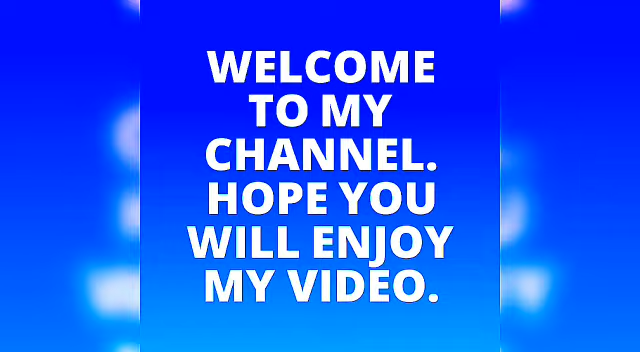 WELCOME
TO MY
CHANNEL.
HOPE YOU
WILL ENJOY
MY VIDEO.